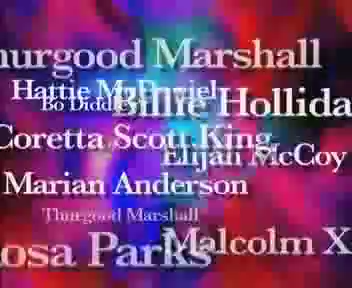 hurgood Marshall
Hattie McDaniel
Bo Diddley
Billie Hollida
Coretta Scott King
Elijah McCoy
Marian Anderson
Thurgood Marshall
osa Parks
Malcolm X